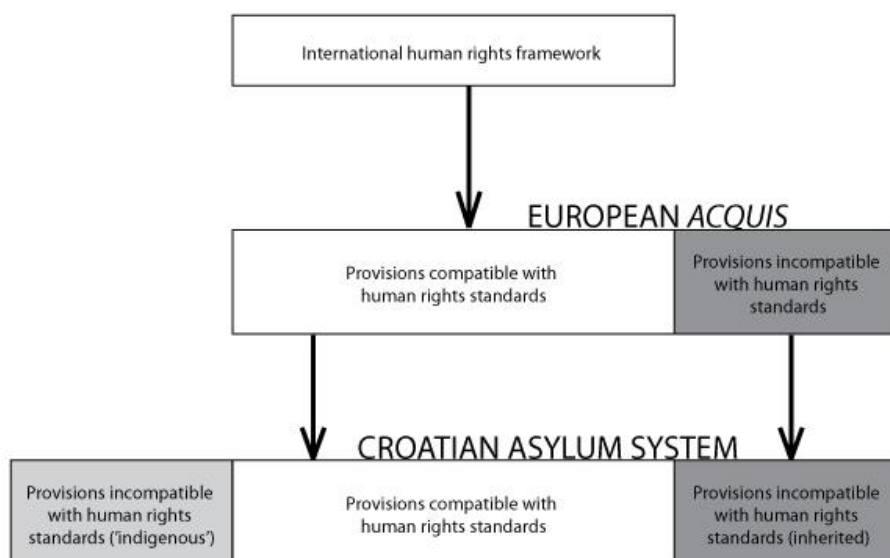 International human rights framework
EUROPEAN ACQUIS
Provisions compatible with
human rights standards
Provisions incompatible
with human rights
standards
CROATIAN ASYLUM SYSTEM
Provisions incompatible
with human rights
standards ('indigenous')
Provisions compatible with
human rights standards
Provisions incompatible
with human rights
standards (inherited)